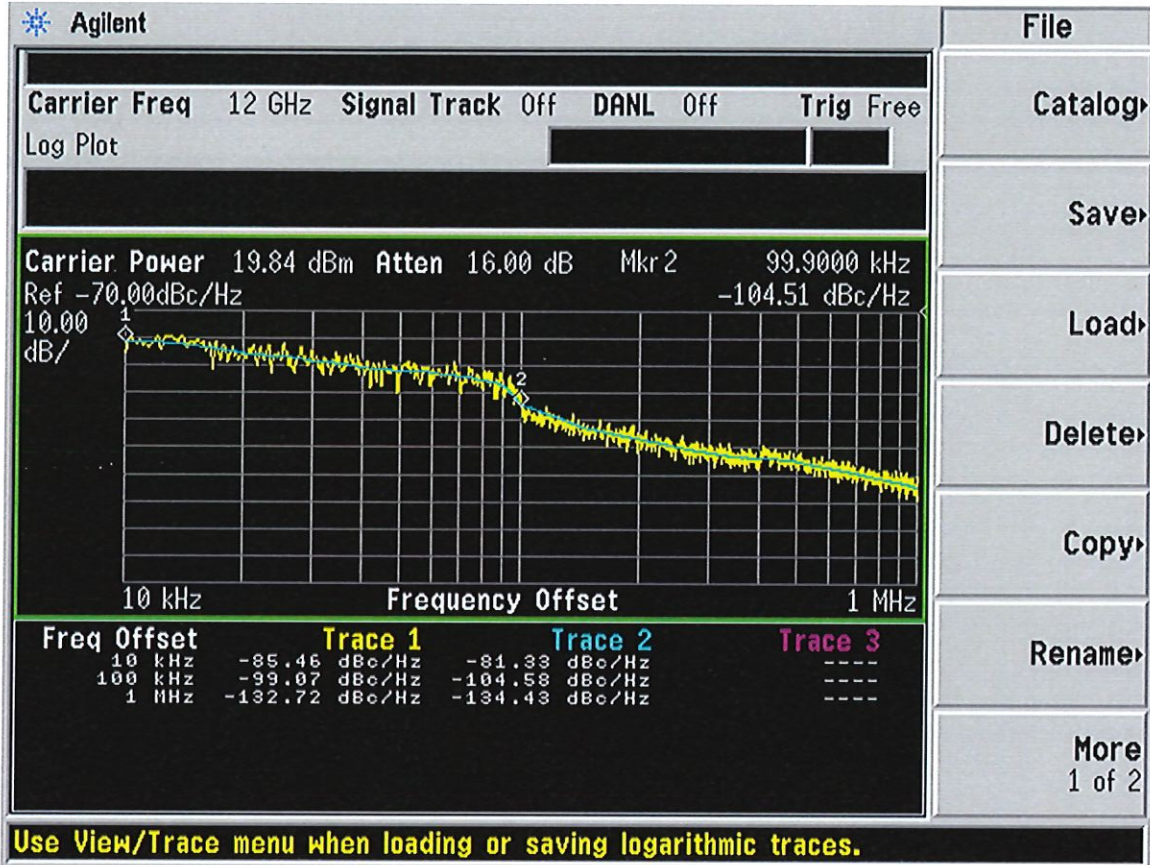 Agilent
File
Carrier Freq 12 GHz Signal Track Off DANL Off Trig Free
Log Plot
Catalog
Save
Load
Delete
Copy
Rename
More
1 of 2
Carrier Power 19.84 dBm Atten 16.00 dB Mkr 2 99.9000 kHz
Ref -70.00dBc/Hz -104.51 dBc/Hz
10.00
dB/
1
2
10 kHz Frequency Offset 1 MHz
Freq Offset Trace 1 Trace 2 Trace 3
10 kHz -85.46 dBc/Hz -81.33 dBc/Hz ----
100 kHz -99.07 dBc/Hz -104.58 dBc/Hz ----
1 MHz -132.72 dBc/Hz -134.43 dBc/Hz ----
Use View/Trace menu when loading or saving logarithmic traces.